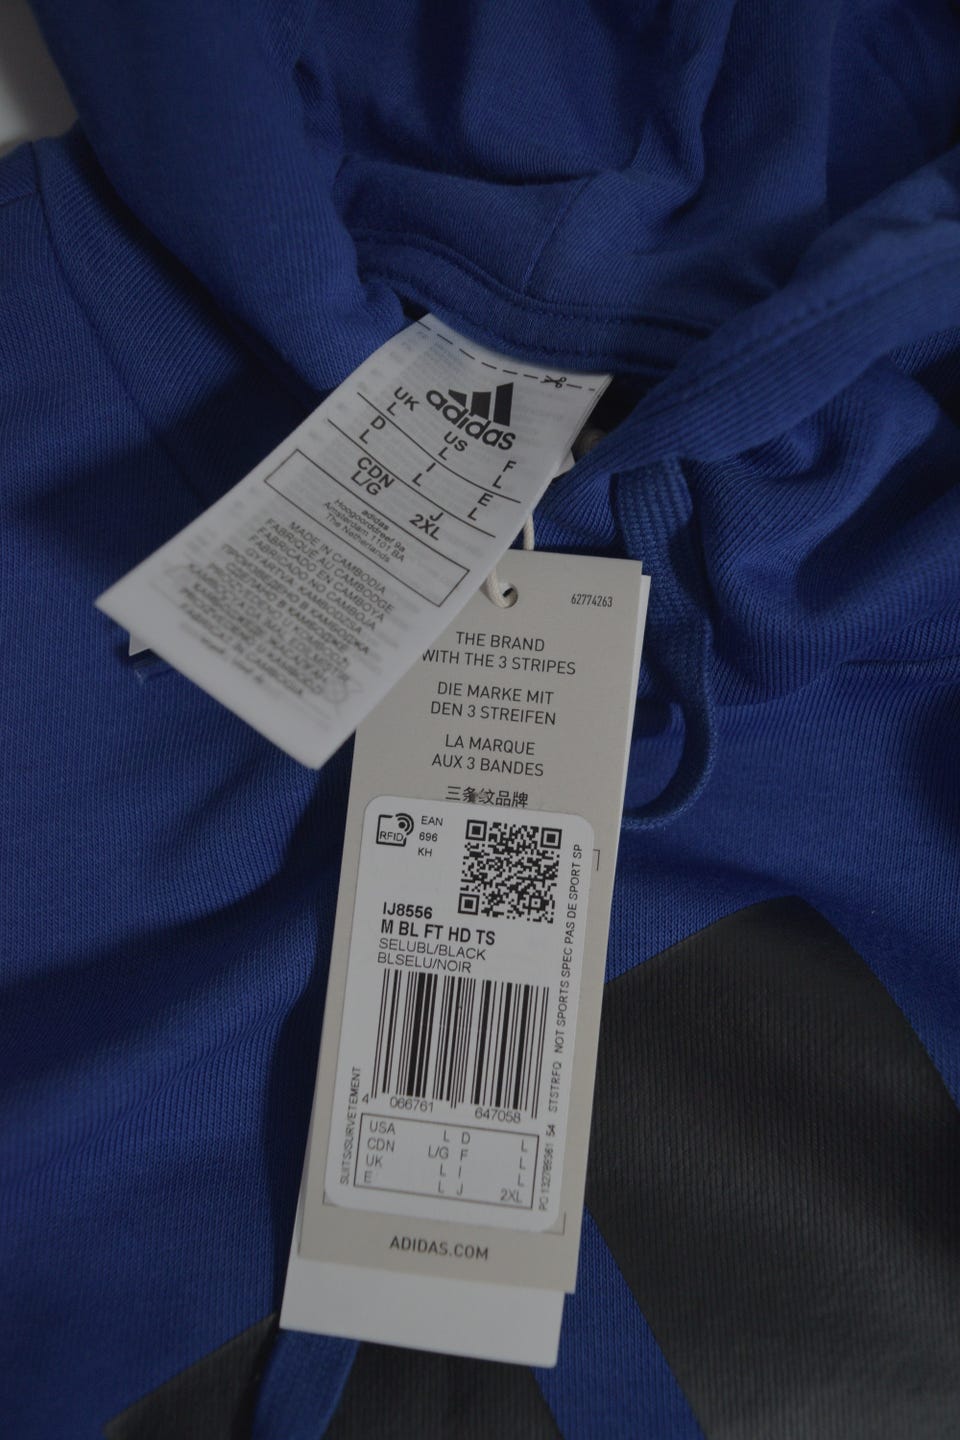 adidas
UK US F
L L L
D I E
L L L
CDN J
L/G 2XL
adidas
Hoogoorddreef 9a
Amsterdam 1101 BA
The Netherlands
MADE IN CAMBODIA
FABRIQUÉ AU CAMBODGE
FABRICADO EN CAMBOYA
FABRICADO NO CAMBOJA
62774263
THE BRAND
WITH THE 3 STRIPES
DIE MARKE MIT
DEN 3 STREIFEN
LA MARQUE
AUX 3 BANDES
三条纹品牌
RFID
EAN
696
KH
IJ8556
M BL FT HD TS
SELUBL/BLACK
BLSELU/NOIR
4 066761 647058
USA L D L
CDN L/G F L
UK L I L
E L J 2XL
SUITS/SURVETEMENT
STSTRFQ NOT SPORTS SPEC PAS DE SPORT SP
ADIDAS.COM